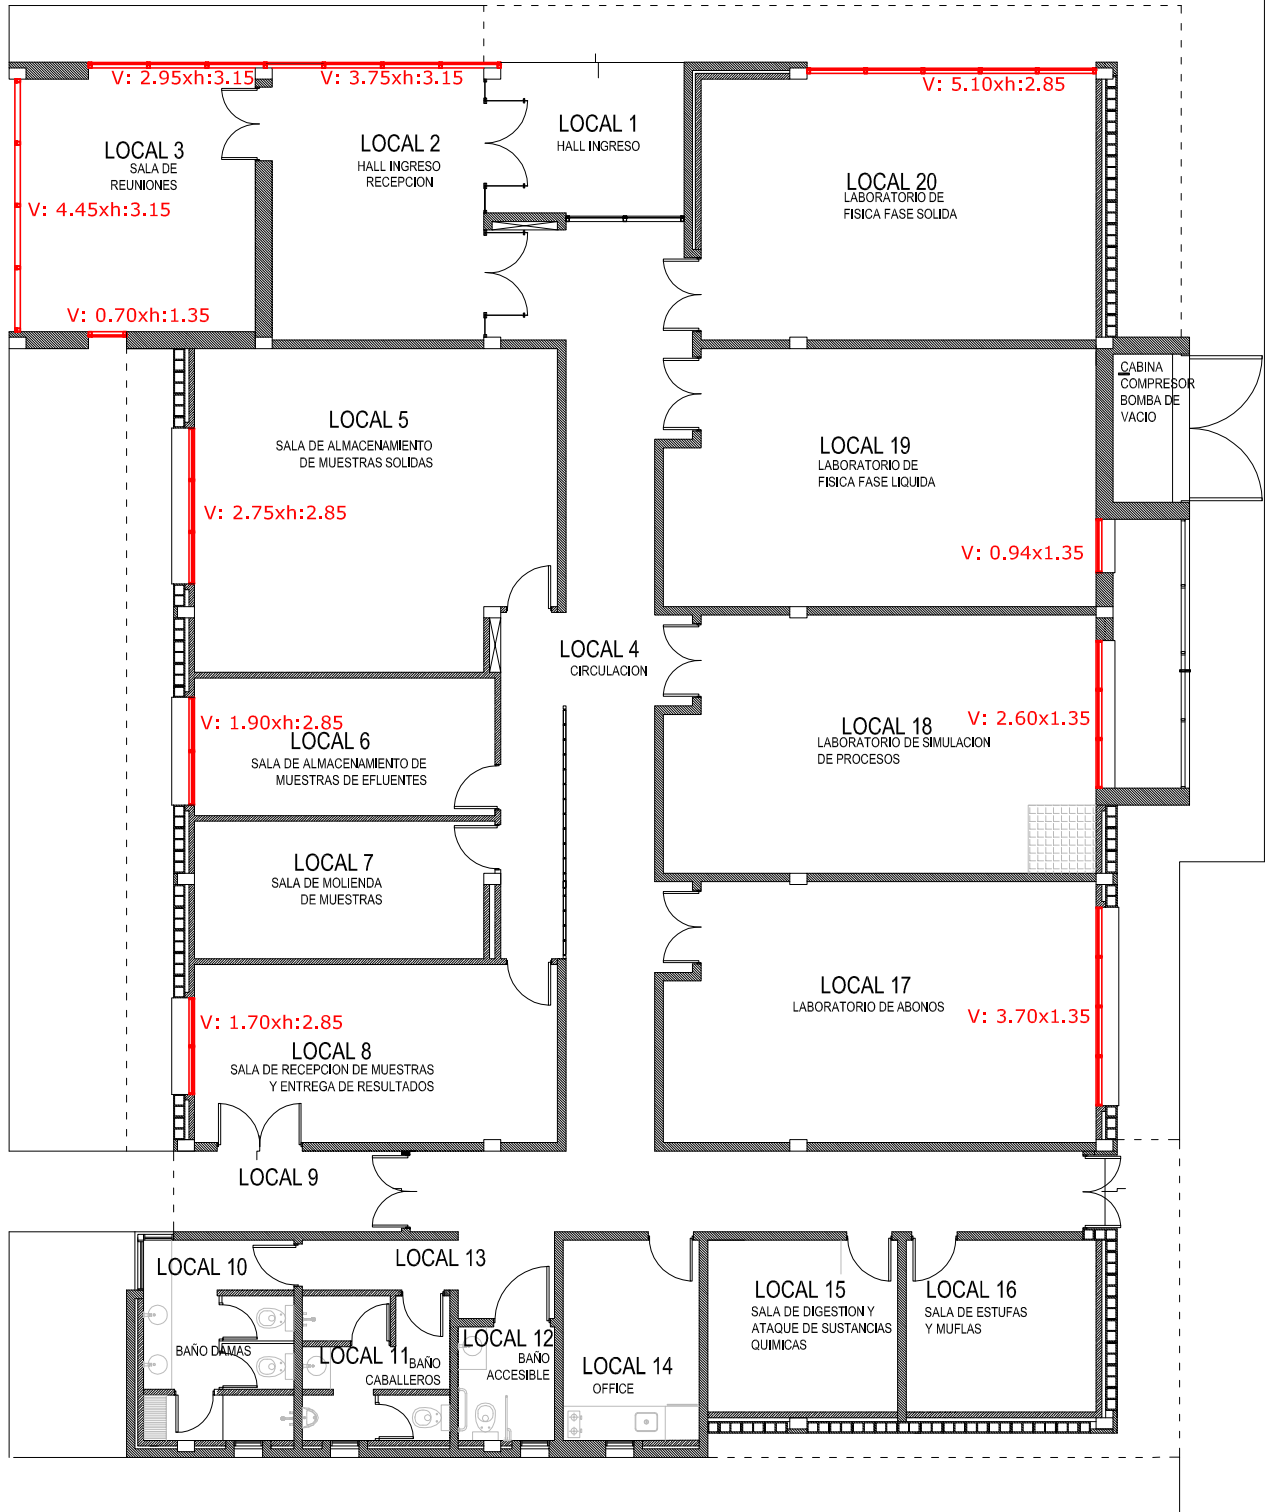 V: 2.95xh:3.15
V: 3.75xh:3.15
V: 5.10xh:2.85
LOCAL 1
HALL INGRESO
LOCAL 2
HALL INGRESO
RECEPCION
LOCAL 3
SALA DE
REUNIONES
V: 4.45xh:3.15
V: 0.70xh:1.35
LOCAL 20
LABORATORIO DE
FISICA FASE SOLIDA
CABINA
COMPRESOR
BOMBA DE
VACIO
LOCAL 5
SALA DE ALMACENAMIENTO
DE MUESTRAS SOLIDAS
V: 2.75xh:2.85
LOCAL 19
LABORATORIO DE
FISICA FASE LIQUIDA
V: 0.94x1.35
LOCAL 4
CIRCULACION
V: 1.90xh:2.85
LOCAL 6
SALA DE ALMACENAMIENTO DE
MUESTRAS DE EFLUENTES
V: 2.60x1.35
LOCAL 18
LABORATORIO DE SIMULACION
DE PROCESOS
LOCAL 7
SALA DE MOLIENDA
DE MUESTRAS
LOCAL 17
LABORATORIO DE ABONOS
V: 3.70x1.35
V: 1.70xh:2.85
LOCAL 8
SALA DE RECEPCION DE MUESTRAS
Y ENTREGA DE RESULTADOS
LOCAL 9
LOCAL 10
BAÑO DAMAS
LOCAL 13
LOCAL 11
BAÑO
CABALLEROS
LOCAL 12
BAÑO
ACCESIBLE
LOCAL 14
OFFICE
LOCAL 15
SALA DE DIGESTION Y
ATAQUE DE SUSTANCIAS
QUIMICAS
LOCAL 16
SALA DE ESTUFAS
Y MUFLAS